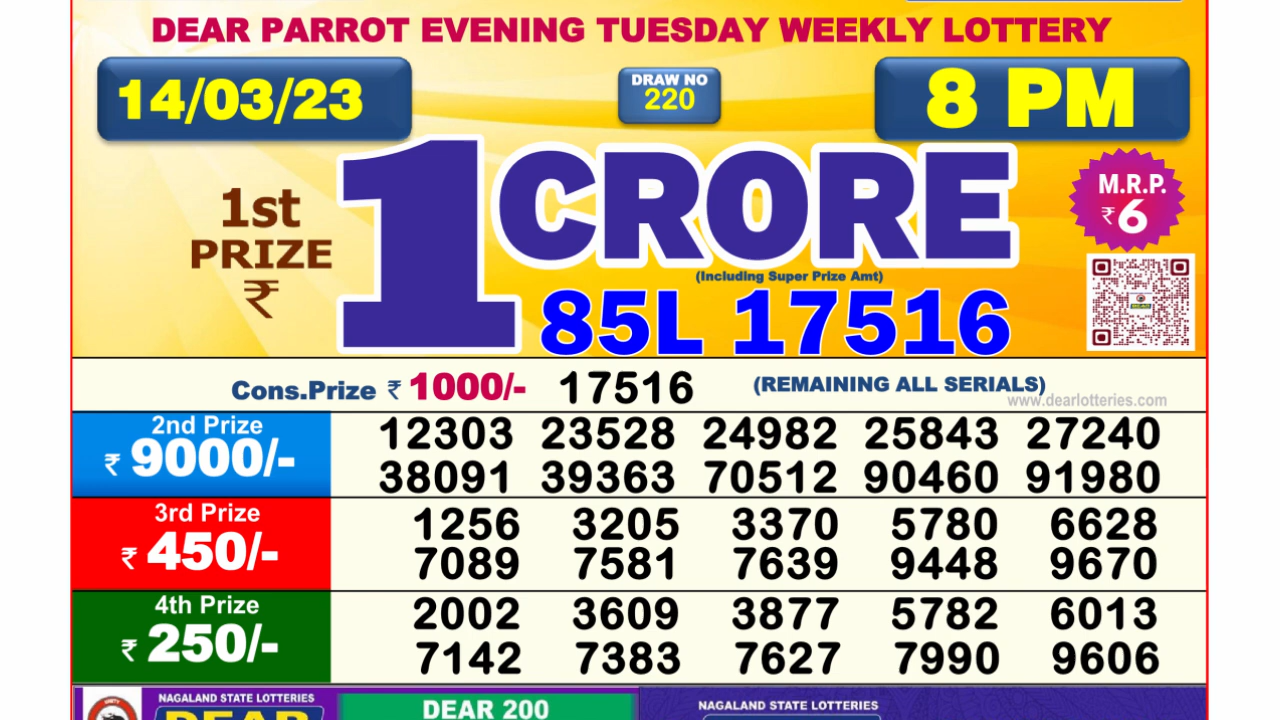 DEAR PARROT EVENING TUESDAY WEEKLY LOTTERY
14/03/23
DRAW NO
220
8 PM
1st
PRIZE
₹
1 CRORE
(Including Super Prize Amt)
85L 17516
M.R.P.
₹6
Cons.Prize ₹ 1000/- 17516 (REMAINING ALL SERIALS)
www.dearlotteries.com
2nd Prize
₹ 9000/-
12303 23528 24982 25843 27240
38091 39363 70512 90460 91980
3rd Prize
₹ 450/-
1256 3205 3370 5780 6628
7089 7581 7639 9448 9670
4th Prize
₹ 250/-
2002 3609 3877 5782 6013
7142 7383 7627 7990 9606
NAGALAND STATE LOTTERIES
DEAR
DEAR 200
NAGALAND STATE LOTTERIES